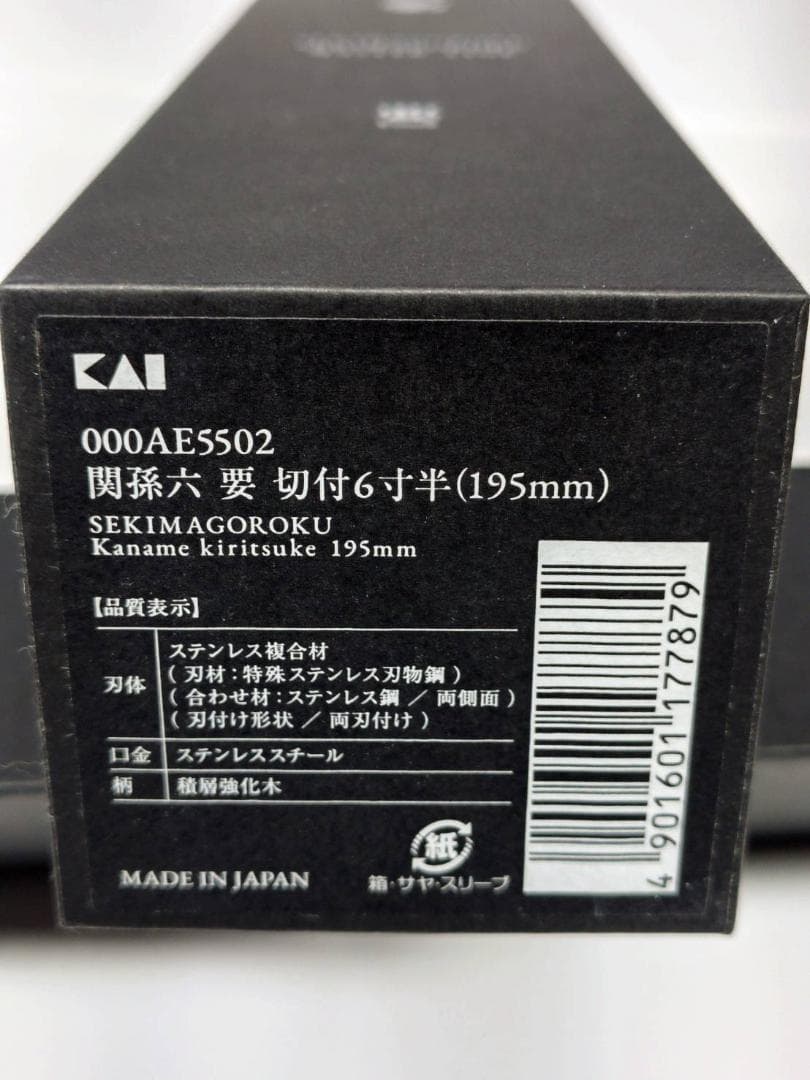 KAI
000AE5502
関孫六 要 切付6寸半(195mm)
SEKIMAGOROKU
Kaname kiritsuke 195mm
【品質表示】
刃体
ステンレス複合材
( 刃材：特殊ステンレス刃物鋼 )
( 合わせ材：ステンレス鋼 / 両側面 )
( 刃付け形状 / 両刃付け )
口金 ステンレススチール
柄 積層強化木
MADE IN JAPAN
紙
箱・サヤ・スリーブ
4 901601 177879